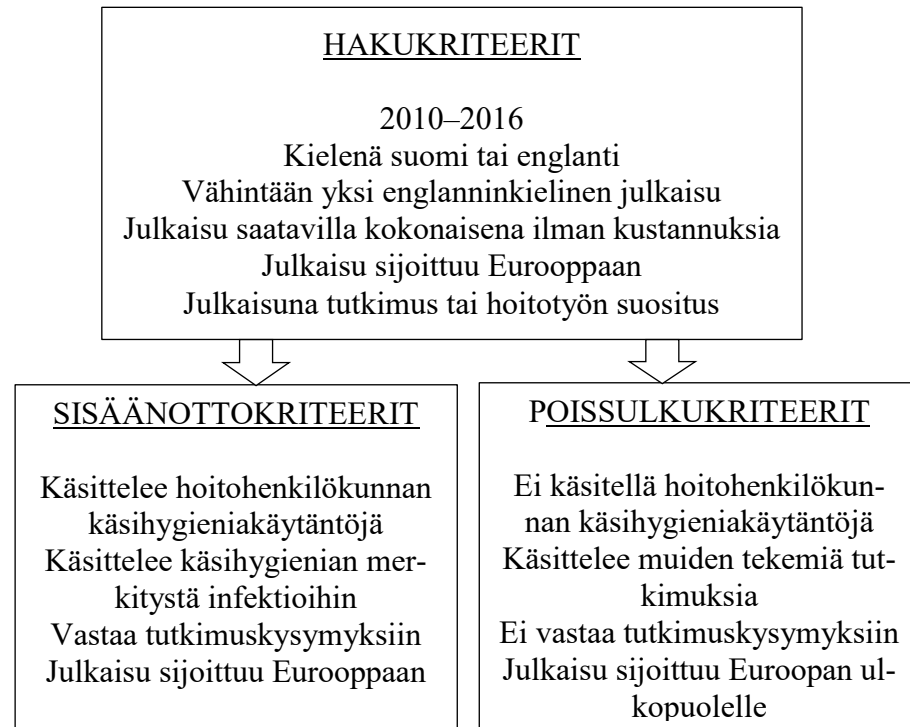 HAKUKRITEERIT
2010–2016
Kielenä suomi tai englanti
Vähintään yksi englanninkielinen julkaisu
Julkaisu saatavilla kokonaisena ilman kustannuksia
Julkaisu sijoittuu Eurooppaan
Julkaisuna tutkimus tai hoitotyön suositus
SISÄÄNOTTOKRITEERIT
Käsittelee hoitohenkilökunnan
käsihygieniakäytäntöjä
Käsittelee käsihygienian mer-
kitystä infektioihin
Vastaa tutkimuskysymyksiin
Julkaisu sijoittuu Eurooppaan
POISSULKUKRITEERIT
Ei käsitellä hoitohenkilökun-
nan käsihygieniakäytäntöjä
Käsittelee muiden tekemiä tut-
kimuksia
Ei vastaa tutkimuskysymyksiin
Julkaisu sijoittuu Euroopan ul-
kopuolelle